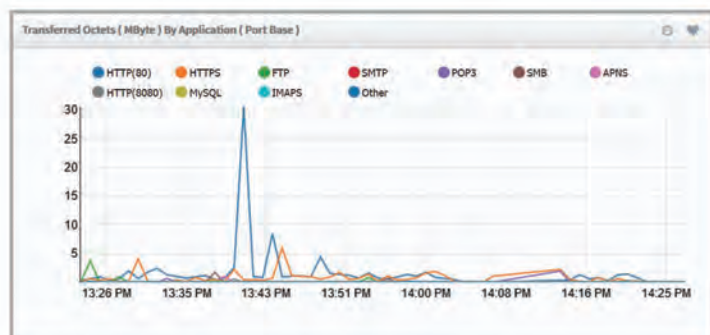 Transferred Octets ( MByte ) By Application ( Port Base )
HTTP(80) HTTPS FTP SMTP POP3 SMB APNS
HTTP(8080) MySQL IMAPS Other
30
25
20
15
10
5
13:26 PM 13:35 PM 13:43 PM 13:51 PM 14:00 PM 14:08 PM 14:16 PM 14:25 PM